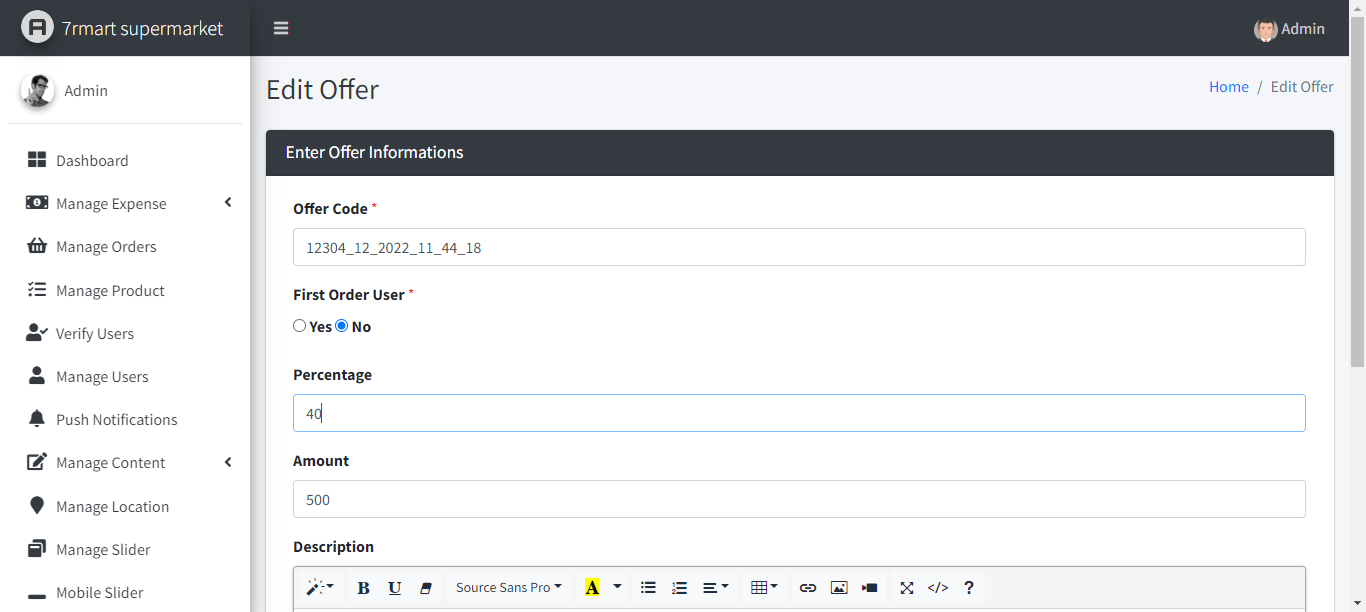 7rmart supermarket
Admin
Admin
Dashboard
Manage Expense
Manage Orders
Manage Product
Verify Users
Manage Users
Push Notifications
Manage Content
Manage Location
Manage Slider
Mobile Slider
Edit Offer
Home / Edit Offer
Enter Offer Informations
Offer Code *
12304_12_2022_11_44_18
First Order User *
Yes No
Percentage
40
Amount
500
Description
B U Source Sans Pro A </> ?